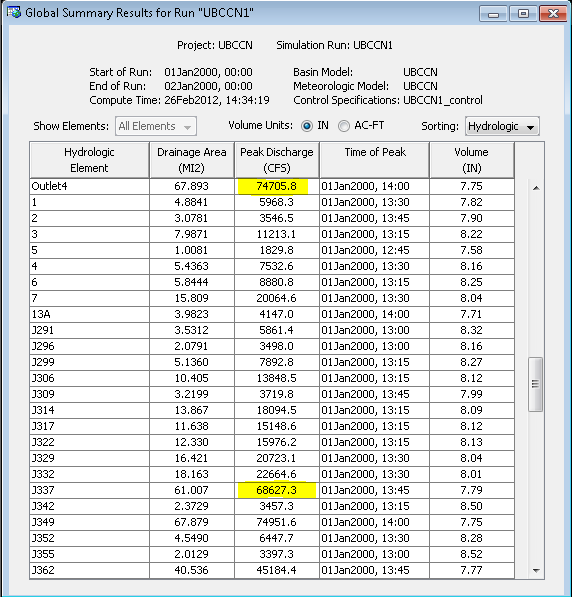 Global Summary Results for Run "UBCCN1"
Project: UBCCN Simulation Run: UBCCN1
Start of Run: 01Jan2000, 00:00 Basin Model: UBCCN
End of Run: 02Jan2000, 00:00 Meteorologic Model: UBCCN
Compute Time: 26Feb2012, 14:34:19 Control Specifications: UBCCN1_control
Show Elements: All Elements Volume Units: IN AC-FT Sorting: Hydrologic
Hydrologic Drainage Area Peak Discharge Time of Peak Volume
Element (MI2) (CFS) (IN)
Outlet4 67.893 74705.8 01Jan2000, 14:00 7.75
1 4.8841 5968.3 01Jan2000, 13:30 7.82
2 3.0781 3546.5 01Jan2000, 13:45 7.90
3 7.9871 11213.1 01Jan2000, 13:15 8.22
5 1.0081 1829.8 01Jan2000, 12:45 7.58
4 5.4363 7532.6 01Jan2000, 13:30 8.16
6 5.8444 8880.8 01Jan2000, 13:15 8.25
7 15.809 20064.6 01Jan2000, 13:30 8.04
13A 3.9823 4147.0 01Jan2000, 14:00 7.71
J291 3.5312 5861.4 01Jan2000, 13:00 8.32
J296 2.0791 3498.0 01Jan2000, 13:00 8.16
J299 5.1360 7892.8 01Jan2000, 13:15 8.27
J306 10.405 13848.5 01Jan2000, 13:15 8.12
J309 3.2199 3719.8 01Jan2000, 13:45 7.99
J314 13.867 18094.5 01Jan2000, 13:15 8.09
J317 11.638 15148.6 01Jan2000, 13:15 8.12
J322 12.330 15976.2 01Jan2000, 13:15 8.13
J329 16.421 20723.1 01Jan2000, 13:30 8.04
J332 18.163 22664.6 01Jan2000, 13:30 8.01
J337 61.007 68627.3 01Jan2000, 13:45 7.79
J342 2.3729 3457.3 01Jan2000, 13:15 8.50
J349 67.879 74951.6 01Jan2000, 14:00 7.75
J352 4.5490 6447.7 01Jan2000, 13:30 8.28
J355 2.0129 3397.3 01Jan2000, 13:00 8.52
J362 40.536 45184.4 01Jan2000, 13:45 7.77